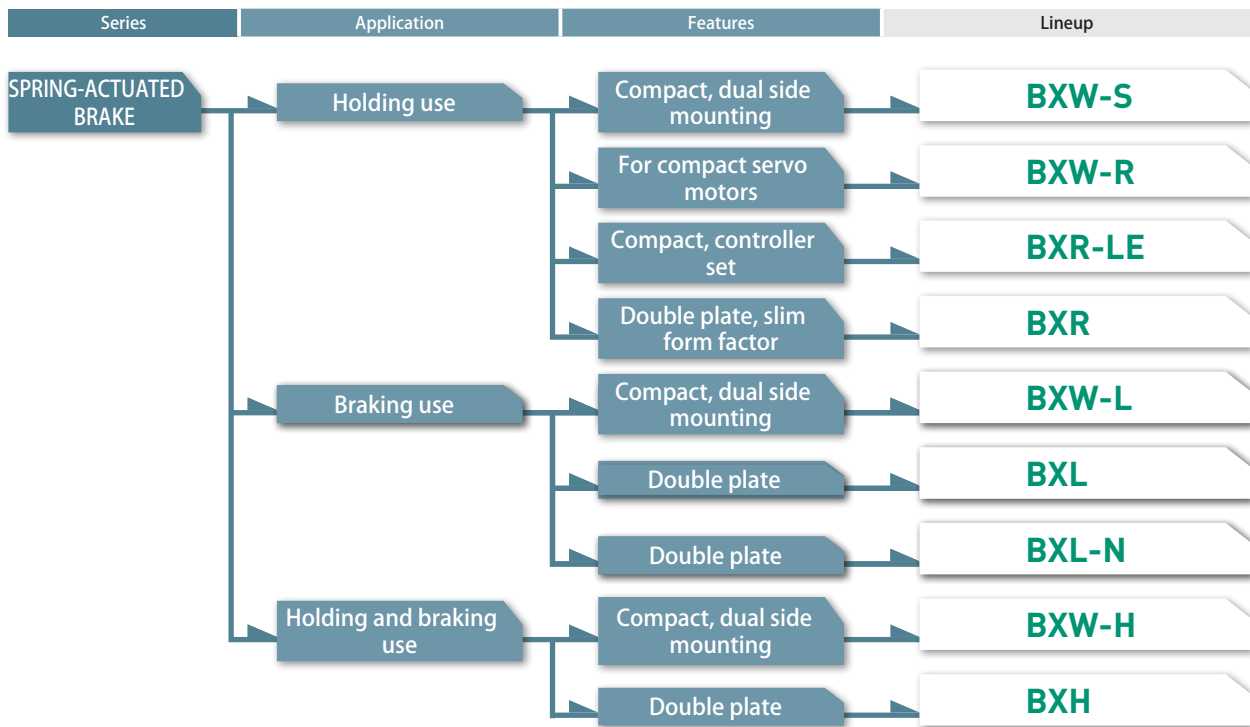 Series
Application
Features
Lineup
SPRING-ACTUATED
BRAKE
Holding use
Compact, dual side
mounting
BXW-S
For compact servo
motors
BXW-R
Compact, controller
set
BXR-LE
Double plate, slim
form factor
BXR
Braking use
Compact, dual side
mounting
BXW-L
Double plate
BXL
Double plate
BXL-N
Holding and braking
use
Compact, dual side
mounting
BXW-H
Double plate
BXH